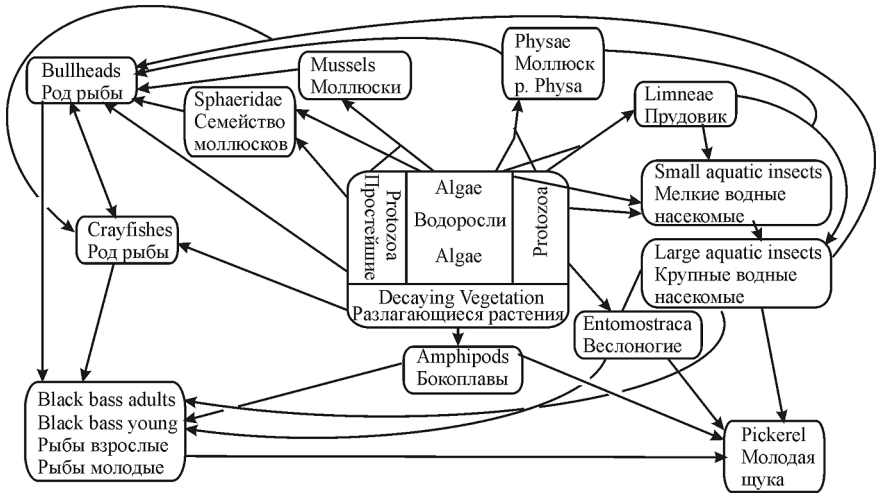 Bullheads
Род рыбы
Mussels
Моллюски
Physae
Моллюск
р. Physa
Sphaeridae
Семейство
моллюсков
Limneae
Прудовик
Small aquatic insects
Мелкие водные
насекомые
Crayfishes
Род рыбы
Простейшие
Protozoa
Algae
Водоросли
Algae
Protozoa
Large aquatic insects
Крупные водные
насекомые
Decaying Vegetation
Разлагающиеся растения
Entomostraca
Веслоногие
Amphipods
Бокоплавы
Black bass adults
Black bass young
Рыбы взрослые
Рыбы молодые
Pickerel
Молодая
щука